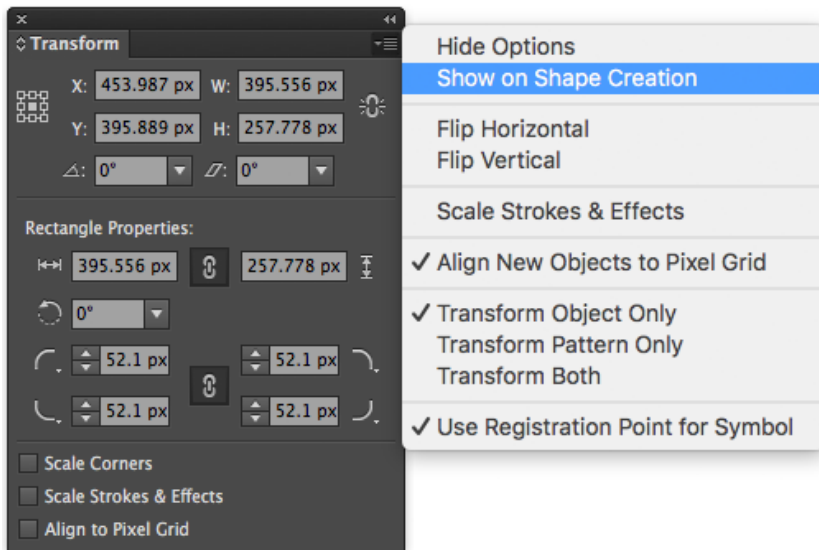 Transform
X: 453.987 px W: 395.556 px
Y: 395.889 px H: 257.778 px
0° 0°
Rectangle Properties:
395.556 px 257.778 px
0°
52.1 px 52.1 px
52.1 px 52.1 px
Scale Corners
Scale Strokes & Effects
Align to Pixel Grid
Hide Options
Show on Shape Creation
Flip Horizontal
Flip Vertical
Scale Strokes & Effects
✓ Align New Objects to Pixel Grid
✓ Transform Object Only
Transform Pattern Only
Transform Both
✓ Use Registration Point for Symbol